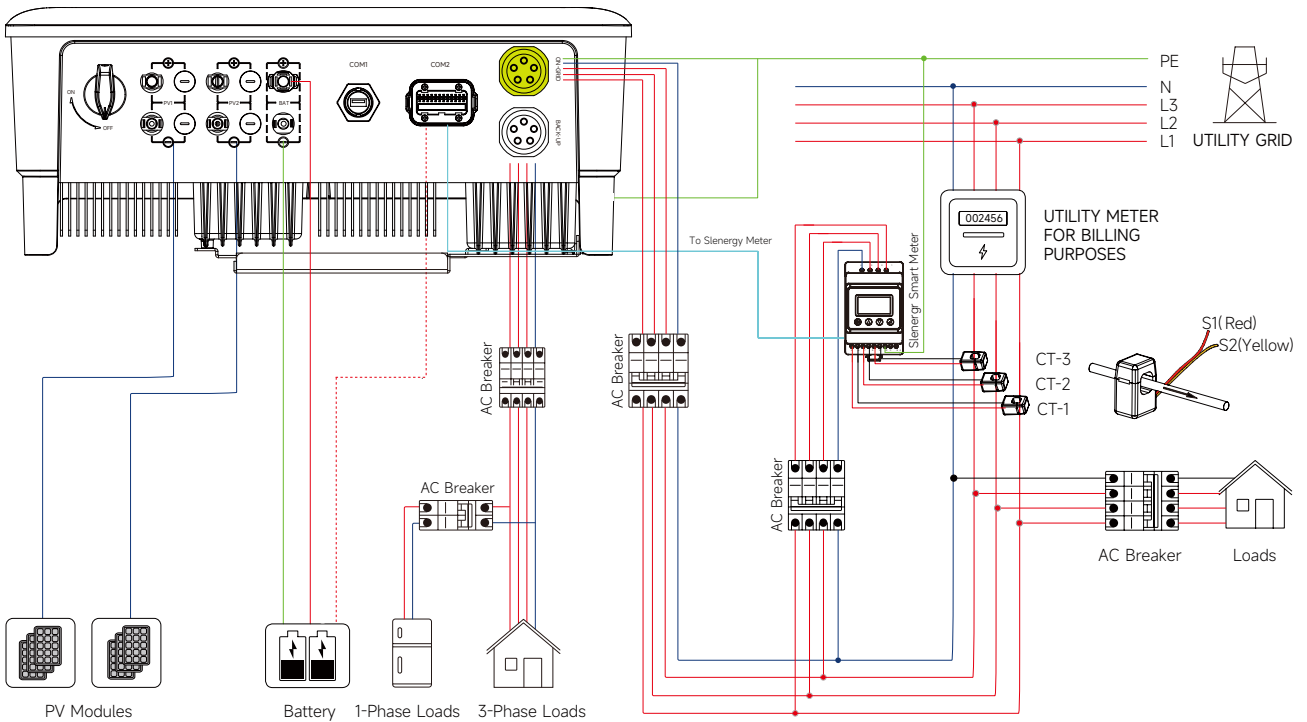 COM1
COM2
ON
OFF
PV1
PV2
BAT
ON-GRID
BACK-UP
PE
N
L3
L2
L1
UTILITY GRID
002456
UTILITY METER
FOR BILLING
PURPOSES
To Slenergy Meter
Slenergr Smart Meter
S1(Red)
S2(Yellow)
CT-3
CT-2
CT-1
AC Breaker
AC Breaker
AC Breaker
AC Breaker
AC Breaker
Loads
PV Modules
Battery
1-Phase Loads
3-Phase Loads